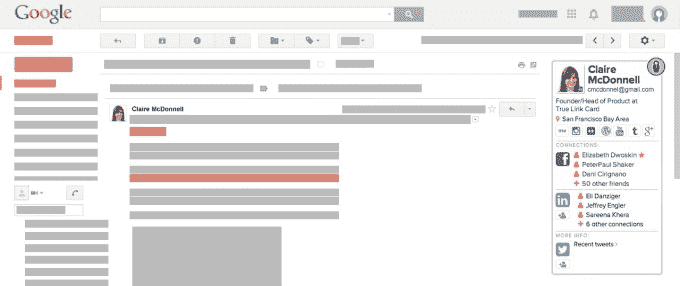 Google
Claire McDonnell
Claire
McDonnell
cmcdonnel@gmail.com
Founder/Head of Product at
True Link Card
San Francisco Bay Area
CONNECTIONS:
Elizabeth Dwoskin
PeterPaul Shaker
Dani Cirignano
50 other friends
Eli Danziger
Jeffrey Engler
Sareena Khera
6 other connections
MORE INFO:
Recent tweets